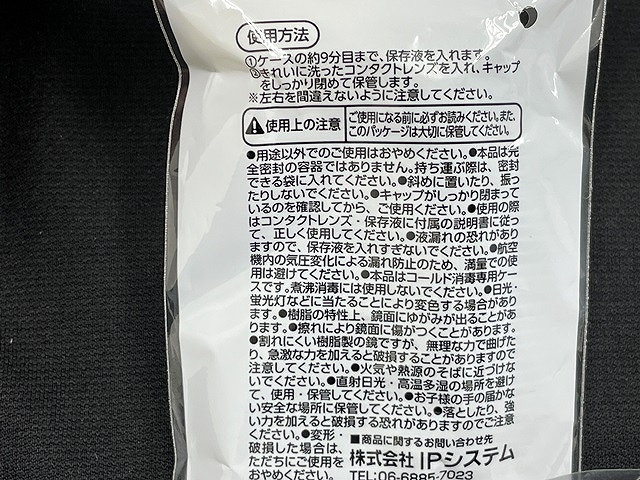 使用方法
①ケースの約9分目まで、保存液を入れます。
②きれいに洗ったコンタクトレンズを入れ、キャップ
をしっかり閉めて保管します。
※左右を間違えないように注意してください。
使用上の注意
ご使用になる前に必ずお読みください。また、
このパッケージは大切に保管してください。
●用途以外でのご使用はおやめください。●本品は完
全密封の容器ではありません。持ち運ぶ際は、密封
できる袋に入れてください。●斜めに置いたり、振っ
たりしないでください。●キャップがしっかり閉まって
いるのを確認してから、ご使用ください。●使用の際
はコンタクトレンズ・保存液に付属の説明書に従っ
て、正しく使用してください。●液漏れの恐れがあり
ますので、保存液を入れすぎないでください。●航空
機内の気圧変化による漏れ防止のため、満量での使
用は避けてください。●本品はコールド消毒専用ケー
スです。煮沸消毒には使用しないでください。●日光・
蛍光灯などに当たることにより変色する場合があり
ます。●樹脂の特性上、鏡面にゆがみが出ることがあ
ります。●擦れにより鏡面に傷がつくことがあります。
●割れにくい樹脂製の鏡ですが、無理な力で曲げた
り、急激な力を加えると破損することがありますので
注意してください。●火気や熱源のそばに近づけな
いでください。●直射日光・高温多湿の場所を避け
て、使用・保管してください。●お子様の手の届かな
い安全な場所に保管してください。●落としたり、強
い力を加えると破損する恐れがありますのでご注意
ください。●変形・
破損した場合は、
ただちにご使用を
おやめください。
■商品に関するお問い合わせ先
株式会社 IPシステム
TEL:06-6885-7023